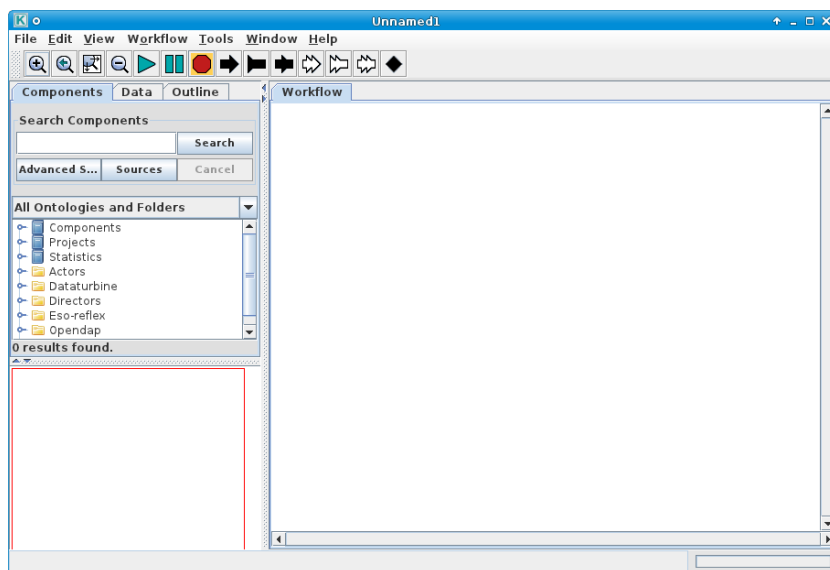 K Unnamed1
File Edit View Workflow Tools Window Help
Components Data Outline
Workflow
Search Components
Search
Advanced S... Sources Cancel
All Ontologies and Folders
Components
Projects
Statistics
Actors
Dataturbine
Directors
Eso-reflex
Opendap
0 results found.